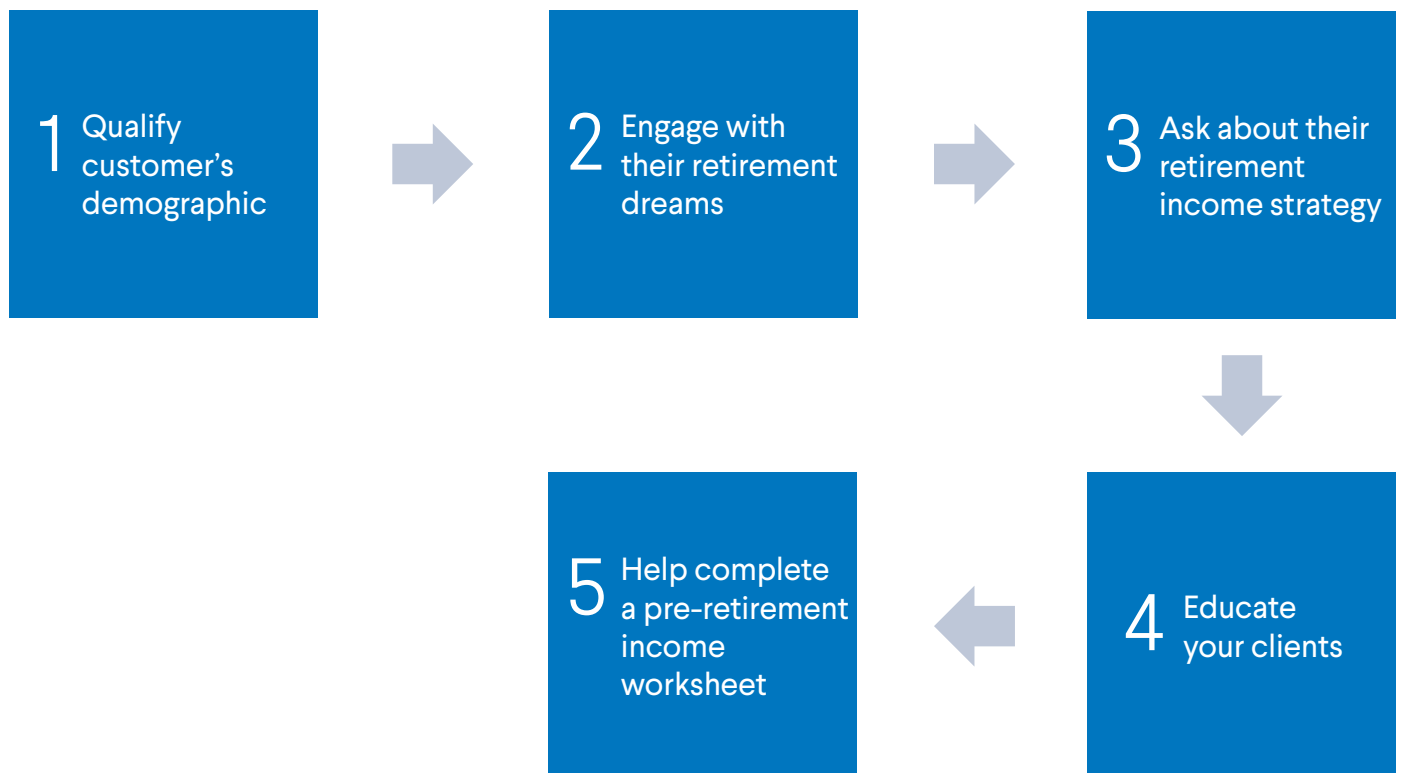 1 Qualify
customer’s
demographic
2 Engage with
their retirement
dreams
3 Ask about their
retirement
income strategy
4 Educate
your clients
5 Help complete
a pre-retirement
income
worksheet